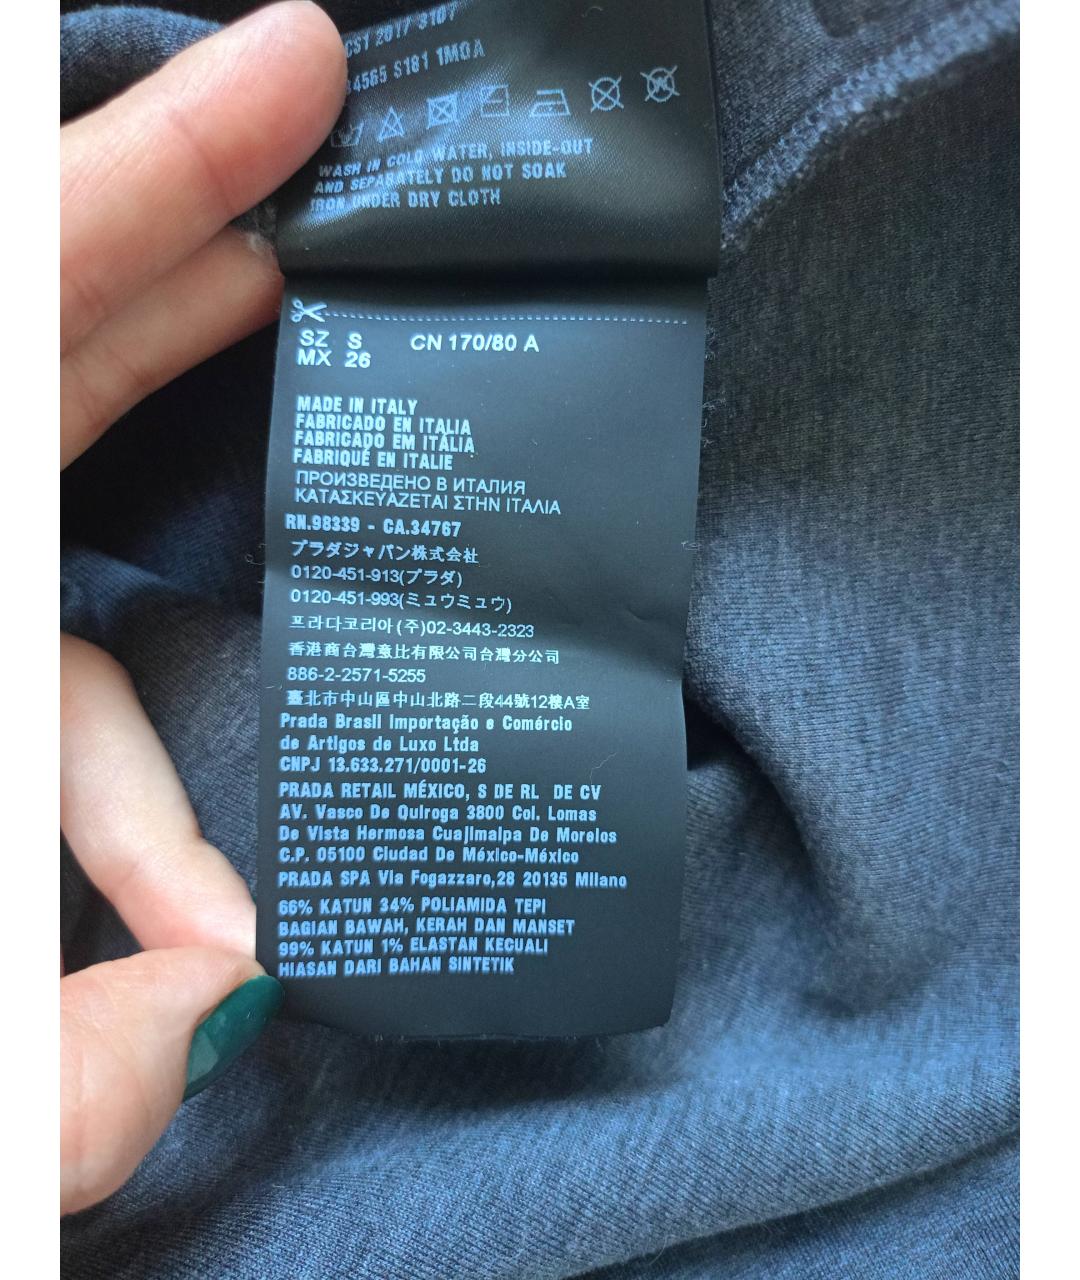 CS1 2017 3107
4565 S181 1MOA
WASH IN COLD WATER, INSIDE-OUT
AND SEPARATELY DO NOT SOAK
IRON UNDER DRY CLOTH
SZ S CN 170/80 A
MX 26
MADE IN ITALY
FABRICADO EN ITALIA
FABRICADO EM ITÁLIA
FABRIQUÉ EN ITALIE
ПРОИЗВЕДЕНО В ИТАЛИЯ
ΚΑΤΑΣΚΕΥΑΖΕΤΑΙ ΣΤΗΝ ΙΤΑΛΙΑ
RN.98339 - CA.34767
プラダジャパン株式会社
0120-451-913(プラダ)
0120-451-993(ミュウミュウ)
프라다코리아(주)02-3443-2323
香港商台灣意比有限公司台灣分公司
886-2-2571-5255
臺北市中山區中山北路二段44號12樓A室
Prada Brasil Importação e Comércio
de Artigos de Luxo Ltda
CNPJ 13.633.271/0001-26
PRADA RETAIL MÉXICO, S DE RL DE CV
AV. Vasco De Quiroga 3800 Col. Lomas
De Vista Hermosa Cuajimalpa De Morelos
C.P. 05100 Ciudad De México-México
PRADA SPA Via Fogazzaro,28 20135 Milano
66% KATUN 34% POLIAMIDA TEPI
BAGIAN BAWAH, KERAH DAN MANSET
99% KATUN 1% ELASTAN KECUALI
HIASAN DARI BAHAN SINTETIK